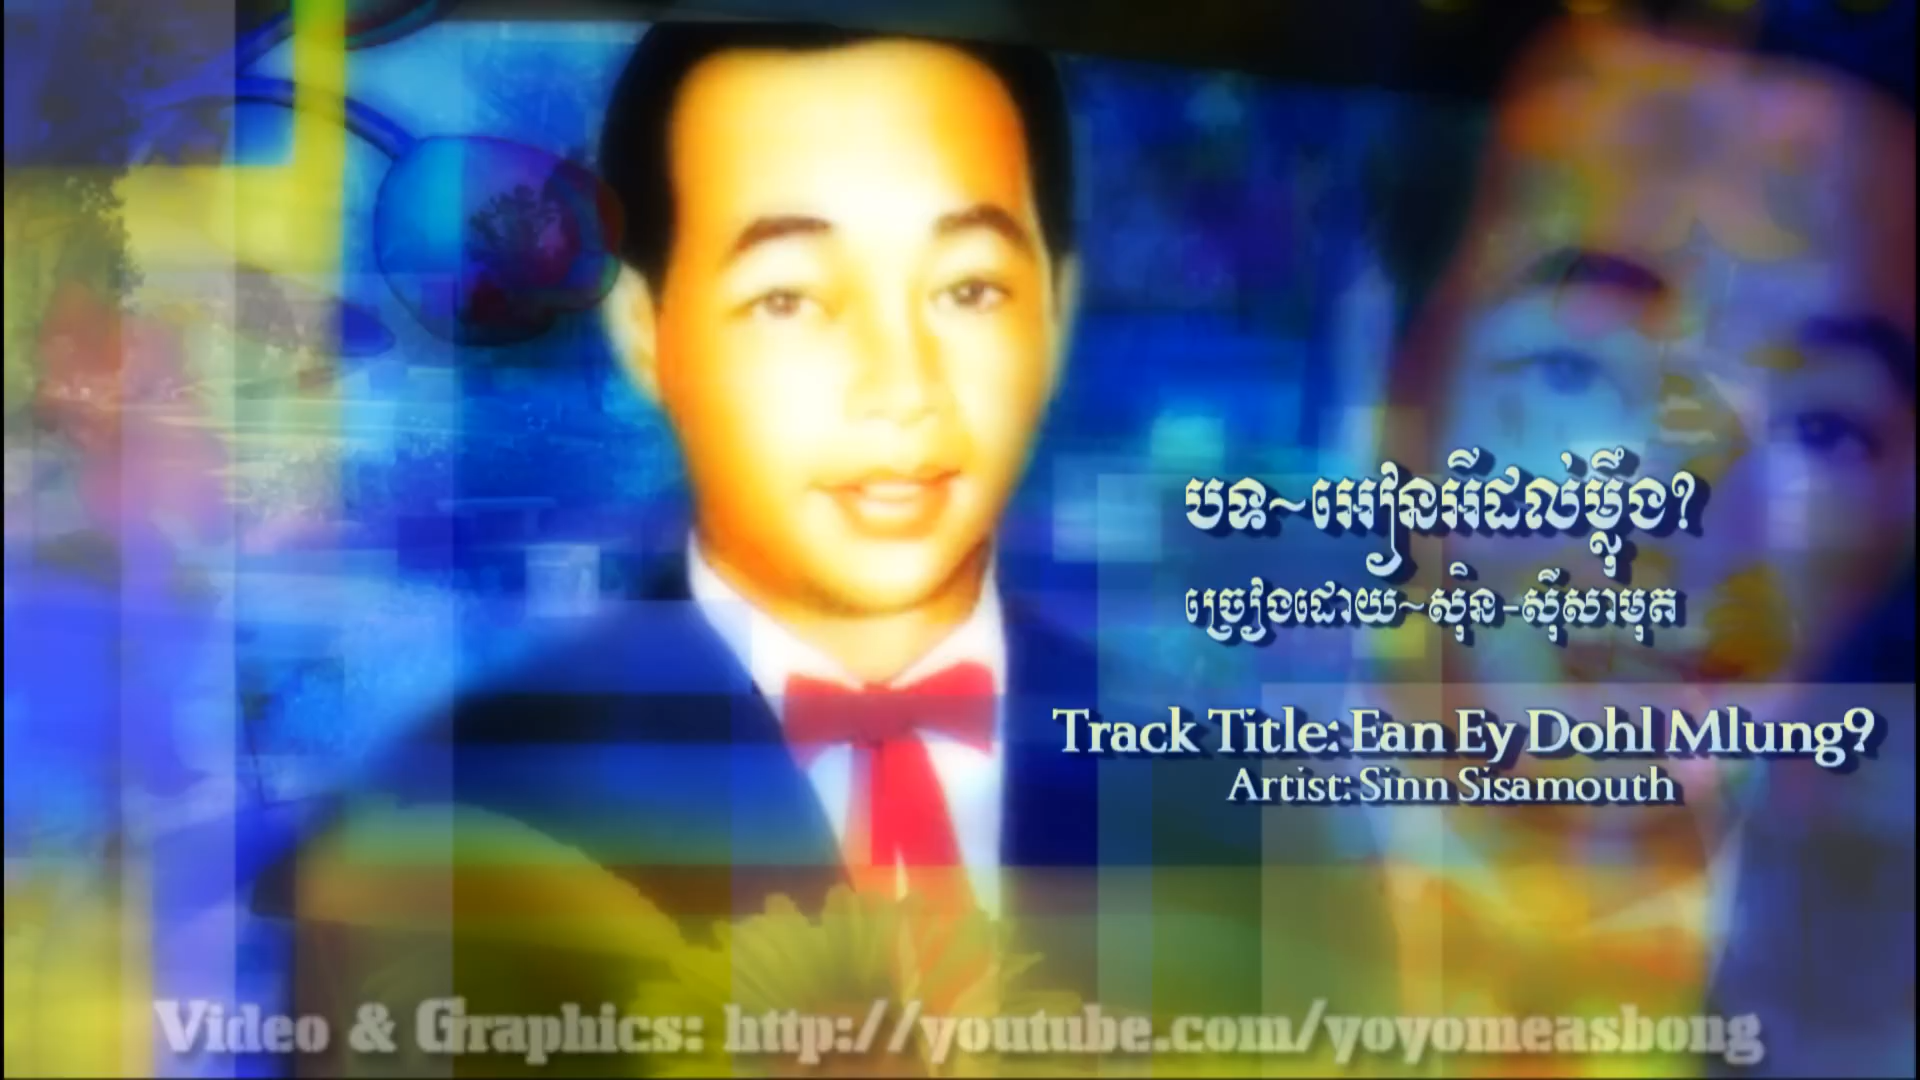 បទ~អៀនអីដល់ម្ល៉ឹង?
ច្រៀងដោយ~ស៊ិន-ស៊ីសាមុត
Track Title: Ean Ey Dohl Mlung?
Artist: Sinn Sisamouth
Video & Graphics: http://youtube.com/yoyomeasbong